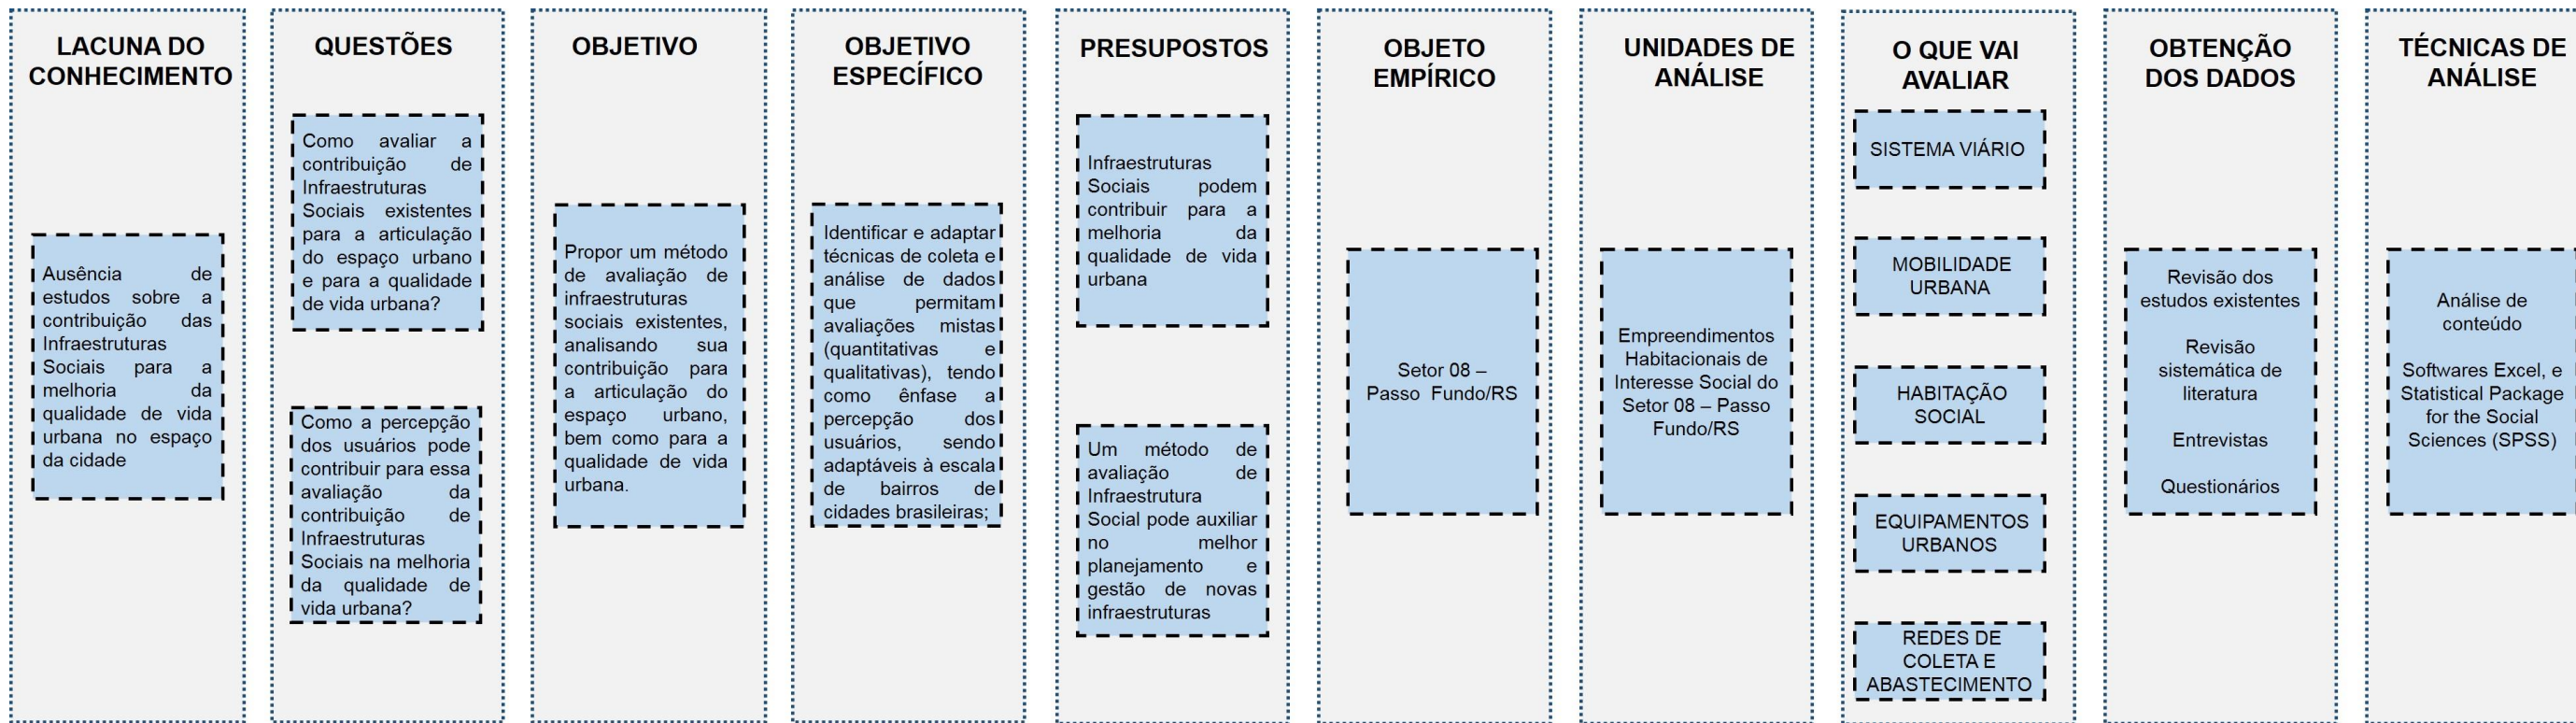 LACUNA DO
CONHECIMENTO
Ausência de
estudos sobre a
contribuição das
Infraestruturas
Sociais para a
melhoria da
qualidade de vida
urbana no espaço
da cidade
QUESTÕES
Como avaliar a
contribuição de
Infraestruturas
Sociais existentes
para a articulação
do espaço urbano
e para a qualidade
de vida urbana?
Como a percepção
dos usuários pode
contribuir para essa
avaliação da
contribuição de
Infraestruturas
Sociais na melhoria
da qualidade de
vida urbana?
OBJETIVO
Propor um método
de avaliação de
infraestruturas
sociais existentes,
analisando sua
contribuição para
a articulação do
espaço urbano,
bem como para a
qualidade de vida
urbana.
OBJETIVO
ESPECÍFICO
Identificar e adaptar
técnicas de coleta e
análise de dados
que permitam
avaliações mistas
(quantitativas e
qualitativas), tendo
como ênfase a
percepção dos
usuários, sendo
adaptáveis à escala
de bairros de
cidades brasileiras;
PRESUPOSTOS
Infraestruturas
Sociais podem
contribuir para a
melhoria da
qualidade de vida
urbana
Um método de
avaliação de
Infraestrutura
Social pode auxiliar
no melhor
planejamento e
gestão de novas
infraestruturas
OBJETO
EMPÍRICO
Setor 08 –
Passo Fundo/RS
UNIDADES DE
ANÁLISE
Empreendimentos
Habitacionais de
Interesse Social do
Setor 08 – Passo
Fundo/RS
O QUE VAI
AVALIAR
SISTEMA VIÁRIO
MOBILIDADE
URBANA
HABITAÇÃO
SOCIAL
EQUIPAMENTOS
URBANOS
REDES DE
COLETA E
ABASTECIMENTO
OBTENÇÃO
DOS DADOS
Revisão dos
estudos existentes
Revisão
sistemática de
literatura
Entrevistas
Questionários
TÉCNICAS DE
ANÁLISE
Análise de
conteúdo
Softwares Excel, e
Statistical Package
for the Social
Sciences (SPSS)